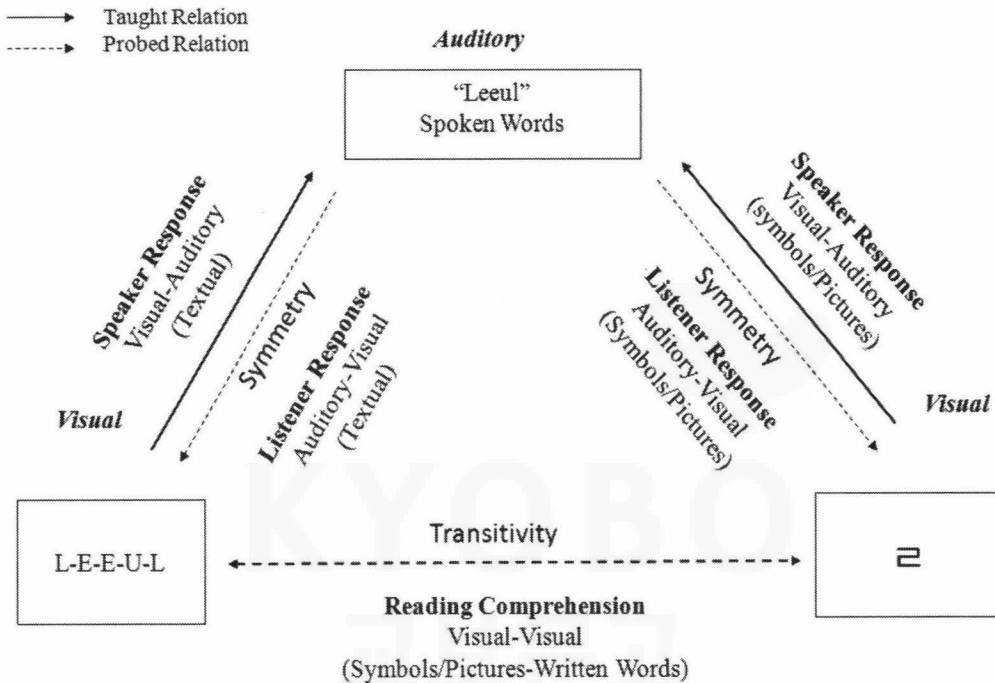 Taught Relation
Probed Relation
Auditory
“Leeul”
Spoken Words
Speaker Response
Visual-Auditory
(Textual)
Symmetry
Listener Response
Auditory-Visual
(Textual)
Speaker Response
Visual-Auditory
(symbols/Pictures)
Symmetry
Listener Response
Auditory-Visual
(Symbols/Pictures)
Visual
Visual
L-E-E-U-L
Transitivity
ㄹ
Reading Comprehension
Visual-Visual
(Symbols/Pictures-Written Words)
KYOBO